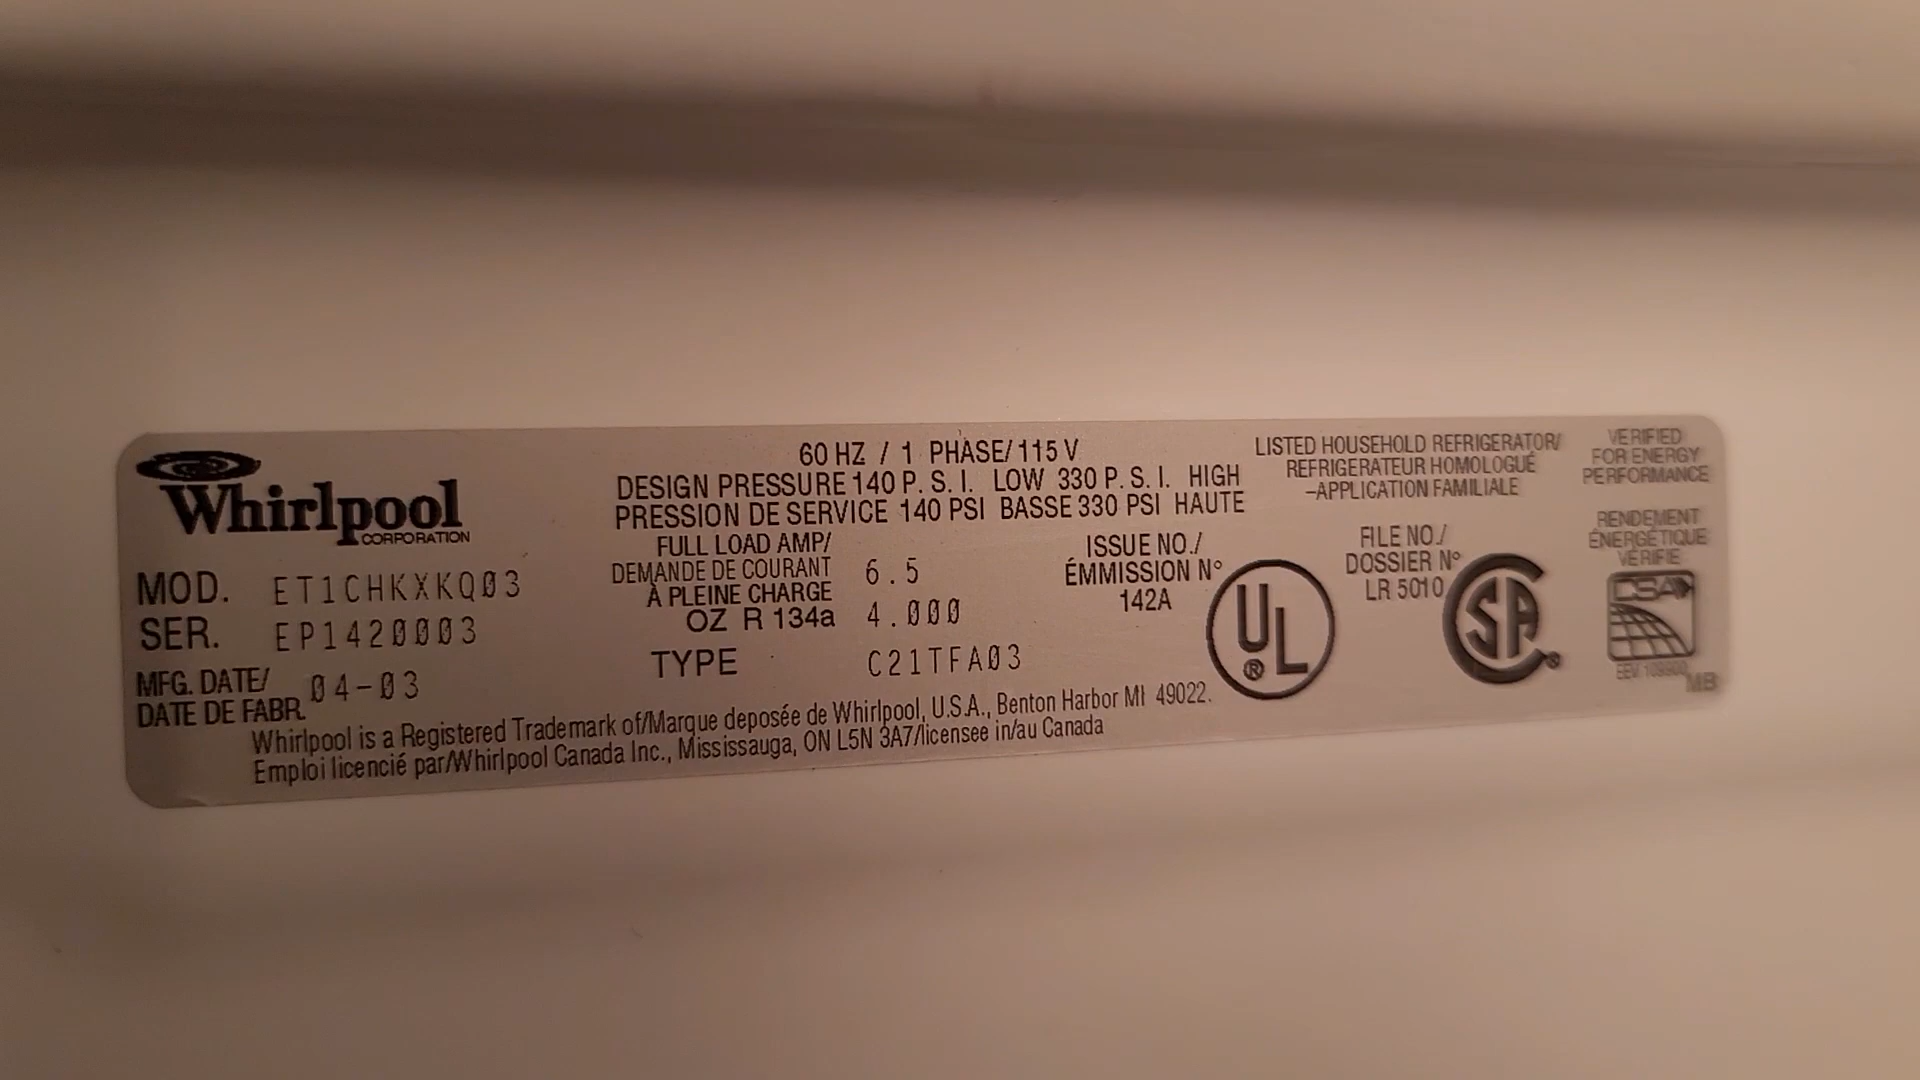 Whirlpool
CORPORATION
MOD. ET1CHKXKQ03
SER. EP1420003
MFG. DATE/
DATE DE FABR. 04-03
60 HZ / 1 PHASE/ 115 V
DESIGN PRESSURE 140 P. S. I. LOW 330 P. S. I. HIGH
PRESSION DE SERVICE 140 PSI BASSE 330 PSI HAUTE
FULL LOAD AMP/
DEMANDE DE COURANT
À PLEINE CHARGE 6.5
OZ R 134a 4.000
TYPE C21TFA03
ISSUE NO./
ÉMMISSION N°
142A
UL
®
LISTED HOUSEHOLD REFRIGERATOR/
REFRIGERATEUR HOMOLOGUÉ
-APPLICATION FAMILIALE
FILE NO./
DOSSIER N°
LR 5010
SA
®
VERIFIED
FOR ENERGY
PERFORMANCE
RENDEMENT
ÉNERGÉTIQUE
VÉRIFIÉ
CSA
EEV
MB
Whirlpool is a Registered Trademark of/Marque deposée de Whirlpool, U.S.A., Benton Harbor MI 49022.
Emploi licencié par/Whirlpool Canada Inc., Mississauga, ON L5N 3A7/licensee in/au Canada